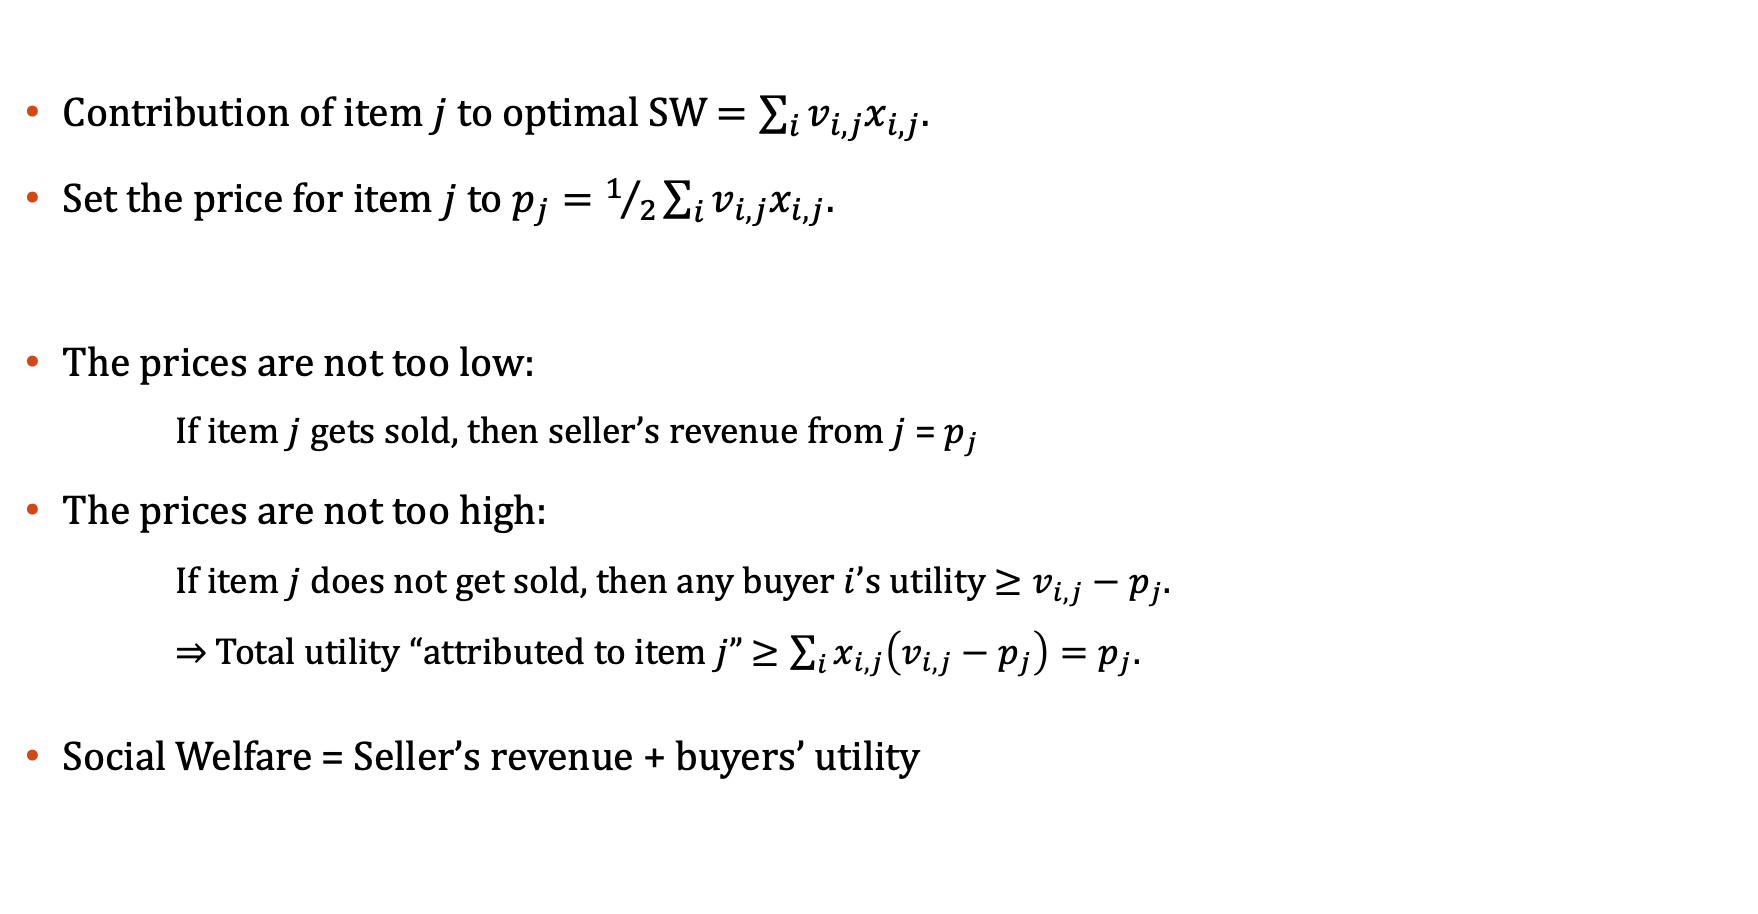 • Contribution of item j to optimal SW = ∑ᵢ vᵢ,ⱼxᵢ,ⱼ.
• Set the price for item j to pⱼ = 1/2 ∑ᵢ vᵢ,ⱼxᵢ,ⱼ.
• The prices are not too low:
If item j gets sold, then seller’s revenue from j = pⱼ
• The prices are not too high:
If item j does not get sold, then any buyer i’s utility ≥ vᵢ,ⱼ − pⱼ.
⇒ Total utility “attributed to item j” ≥ ∑ᵢ xᵢ,ⱼ(vᵢ,ⱼ − pⱼ) = pⱼ.
• Social Welfare = Seller’s revenue + buyers’ utility